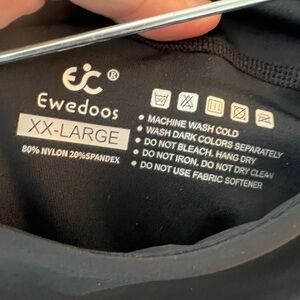 ®
Ewedoos
XX-LARGE
80% NYLON 20%SPANDEX
• MACHINE WASH COLD
• WASH DARK COLORS SEPARATELY
• DO NOT BLEACH. HANG DRY
• DO NOT IRON. DO NOT DRY CLEAN
• DO NOT USE FABRIC SOFTENER